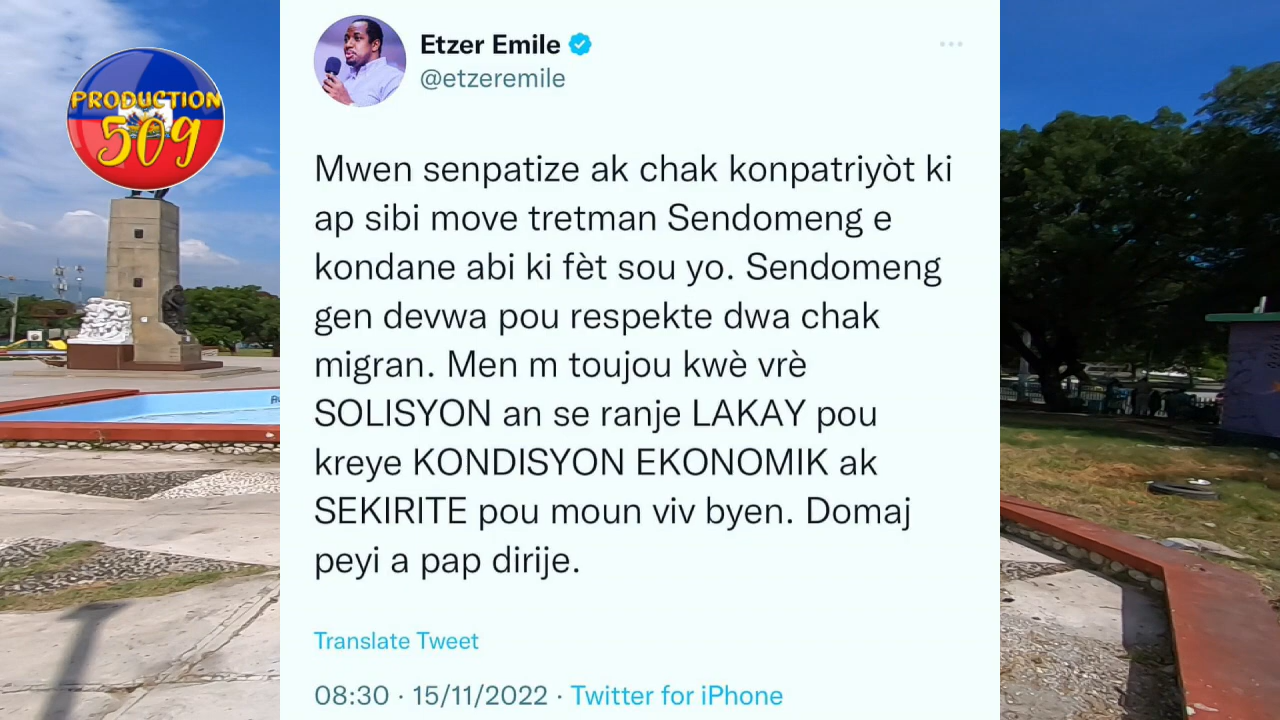 PRODUCTION
509
Etzer Emile
@etzeremile
Mwen senpatize ak chak konpatriyòt ki
ap sibi move tretman Sendomeng e
kondane abi ki fèt sou yo. Sendomeng
gen devwa pou respekte dwa chak
migran. Men m toujou kwè vrè
SOLISYON an se ranje LAKAY pou
kreye KONDISYON EKONOMIK ak
SEKIRITE pou moun viv byen. Domaj
peyi a pap dirije.
Translate Tweet
08:30 · 15/11/2022 · Twitter for iPhone